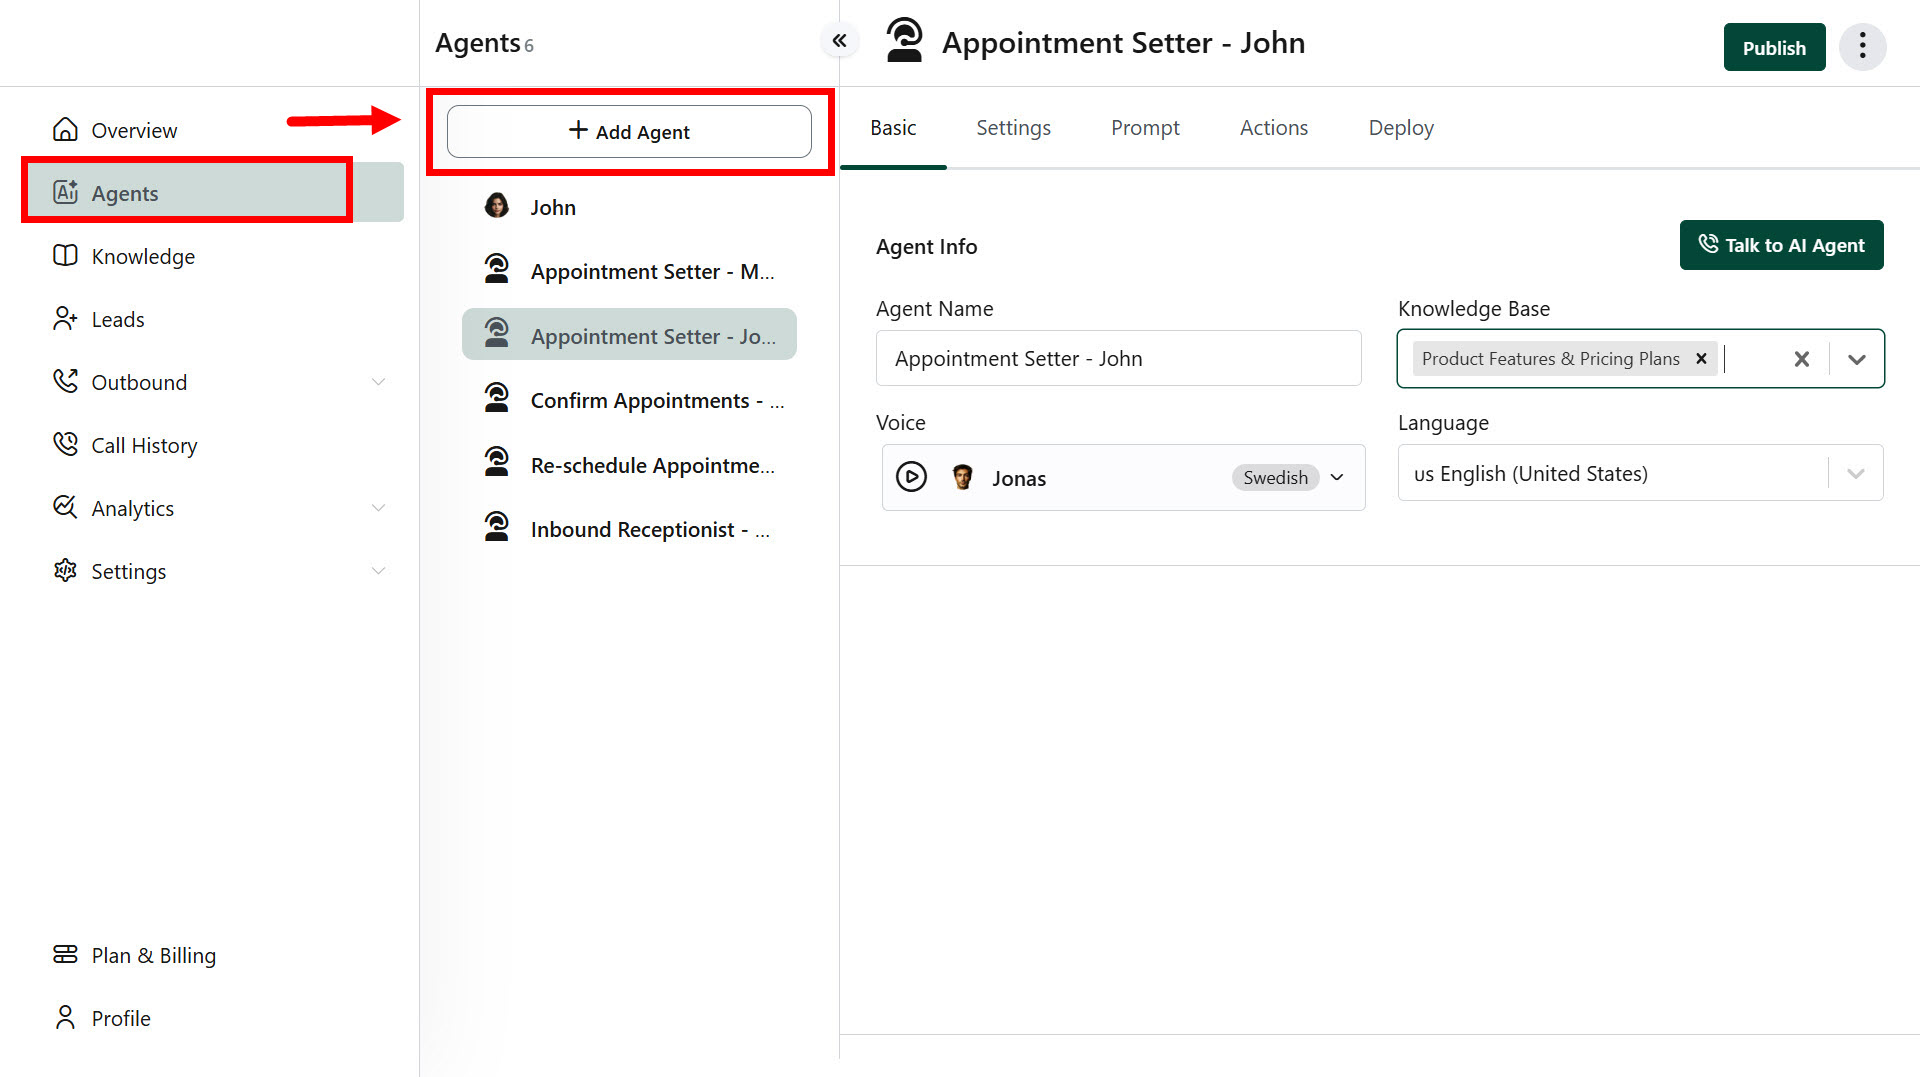 Overview
Agents
Knowledge
Leads
Outbound
Call History
Analytics
Settings
Plan & Billing
Profile
Agents 6
+ Add Agent
John
Appointment Setter - M...
Appointment Setter - Jo...
Confirm Appointments - ...
Re-schedule Appointme...
Inbound Receptionist - ...
Appointment Setter - John
Publish
Basic Settings Prompt Actions Deploy
Agent Info
Talk to AI Agent
Agent Name
Appointment Setter - John
Knowledge Base
Product Features & Pricing Plans
Voice
Jonas Swedish
Language
us English (United States)